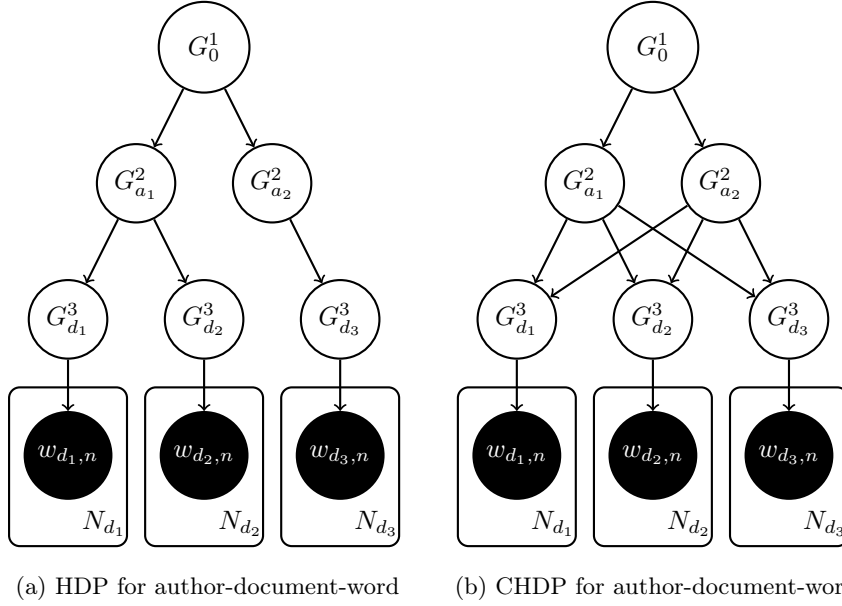 G_0^1 G_0^1
G_{a_1}^2 G_{a_2}^2 G_{a_1}^2 G_{a_2}^2
G_{d_1}^3 G_{d_2}^3 G_{d_3}^3 G_{d_1}^3 G_{d_2}^3 G_{d_3}^3
w_{d_1,n} w_{d_2,n} w_{d_3,n} w_{d_1,n} w_{d_2,n} w_{d_3,n}
N_{d_1} N_{d_2} N_{d_3} N_{d_1} N_{d_2} N_{d_3}
(a) HDP for author-document-word
(b) CHDP for author-document-wor